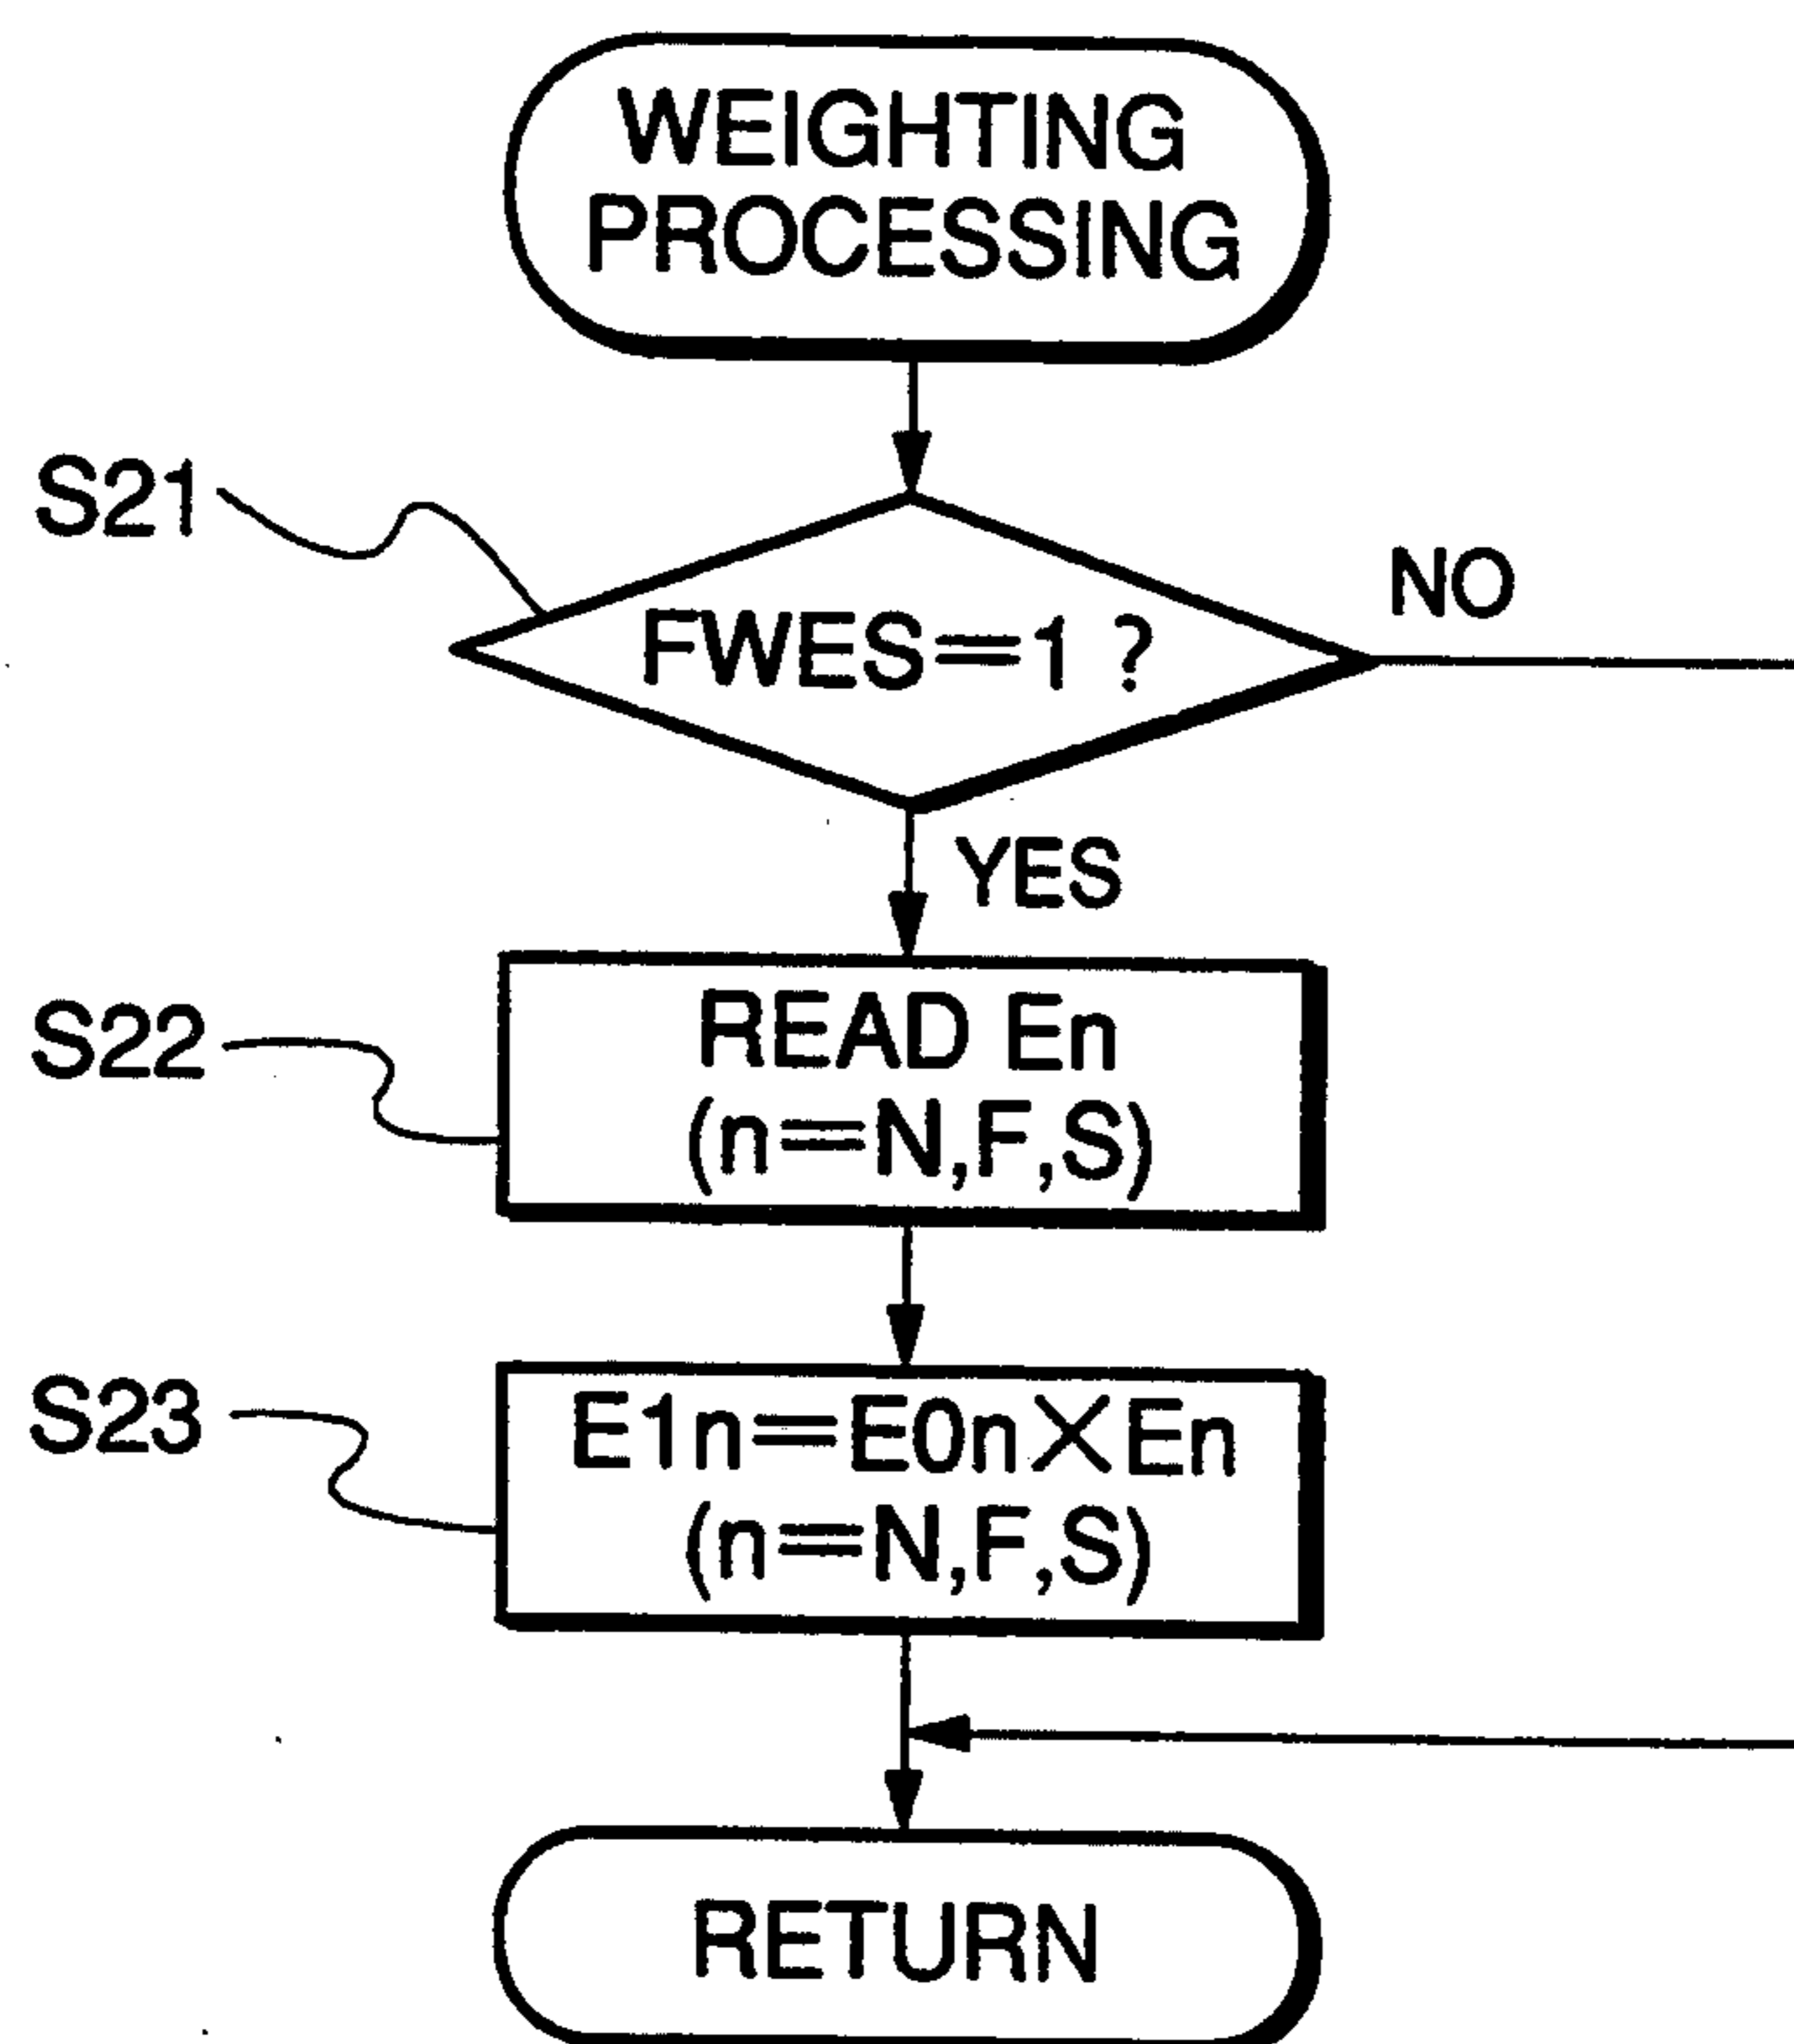 WEIGHTING
PROCESSING
S21
FWES=1 ?
NO
YES
S22
READ En
(n=N,F,S)
S23
E1n=E0n×En
(n=N,F,S)
RETURN